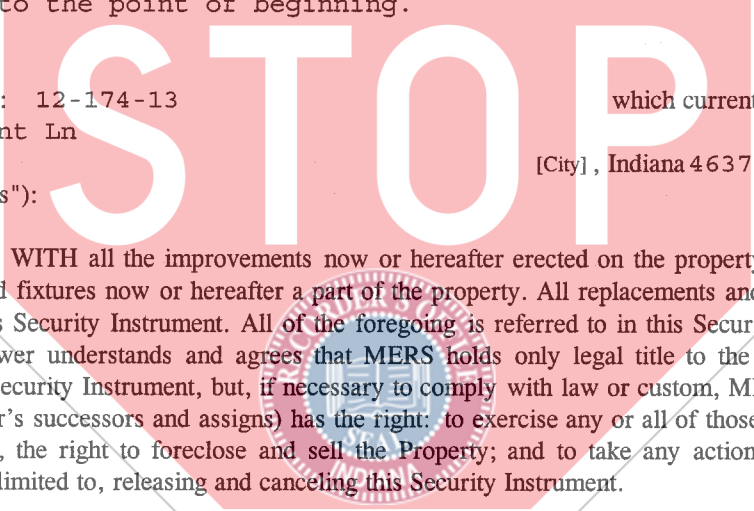 to the point of beginning.
STOP
: 12-174-13 which current
nt Ln
[City] , Indiana 4637
s"):
WITH all the improvements now or hereafter erected on the property
d fixtures now or hereafter a part of the property. All replacements and
s Security Instrument. All of the foregoing is referred to in this Secur
wer understands and agrees that MERS holds only legal title to the
ecurity Instrument, but, if necessary to comply with law or custom, ME
r's successors and assigns) has the right: to exercise any or all of those
, the right to foreclose and sell the Property; and to take any action
limited to, releasing and canceling this Security Instrument.
RECORDER'S OFFICE
SEAL
INDIANA